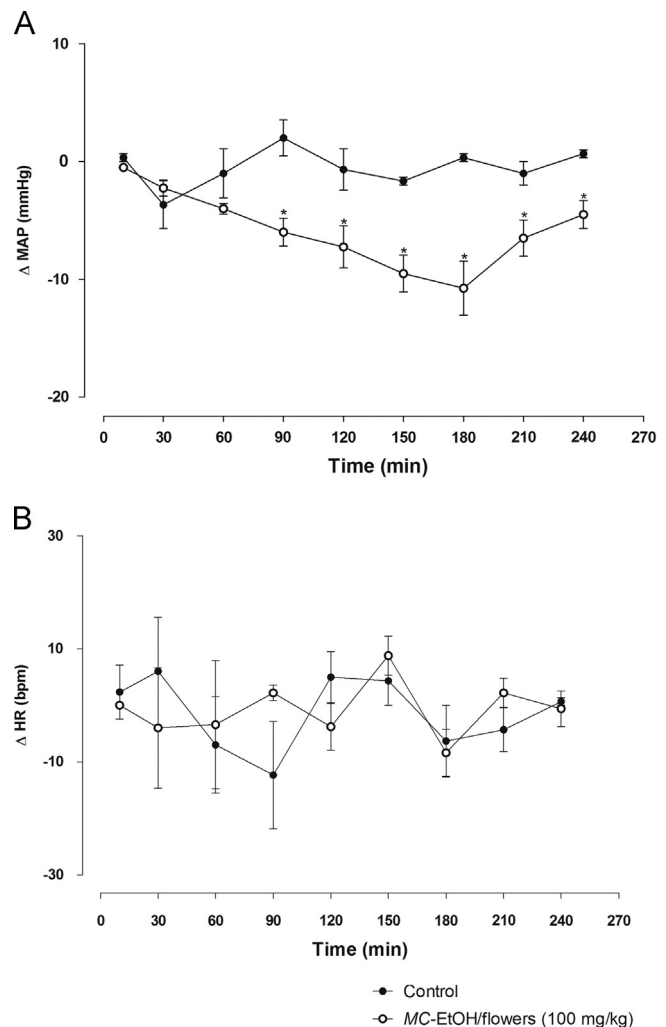 A
10
0
-10
-20
Δ MAP (mmHg)
* * * * * *
0 30 60 90 120 150 180 210 240 270
Time (min)
B
30
10
-10
-30
Δ HR (bpm)
0 30 60 90 120 150 180 210 240 270
Time (min)
Control
MC-EtOH/flowers (100 mg/kg)